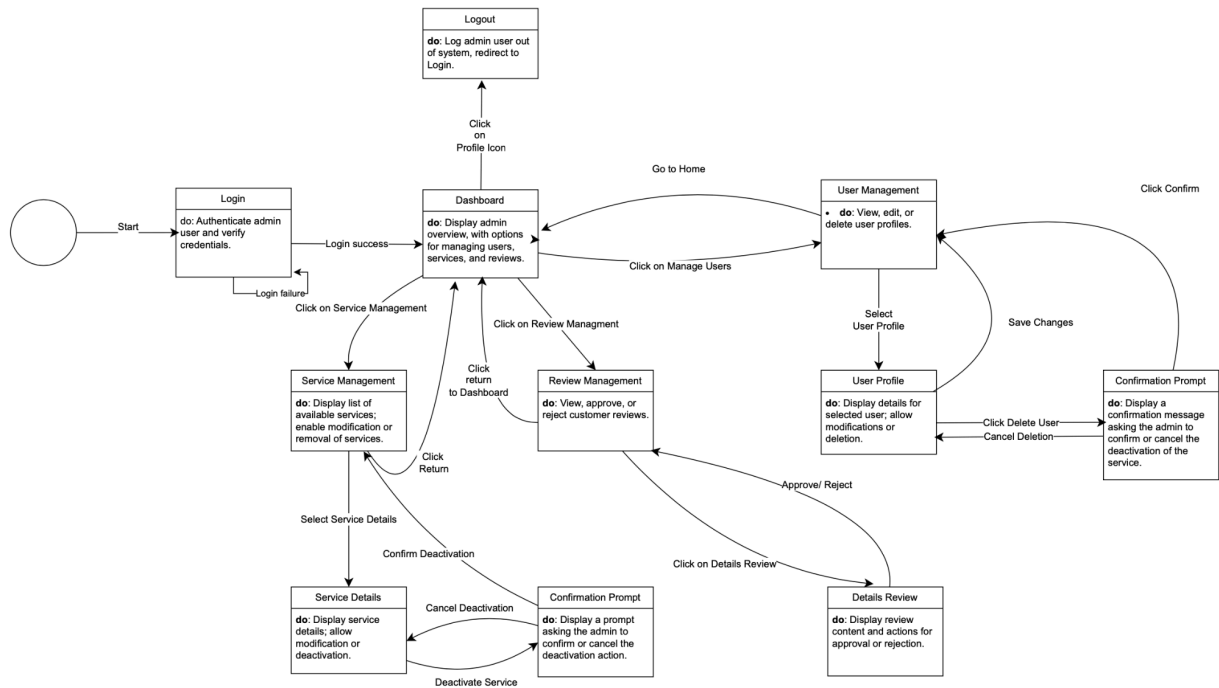 Logout
do: Log admin user out
of system, redirect to
Login.
Click
on
Profile Icon
Go to Home
Click Confirm
Login
do: Authenticate admin
user and verify
credentials.
Start
Login success
Login failure
Dashboard
do: Display admin
overview, with options
for managing users,
services, and reviews.
User Management
• do: View, edit, or
delete user profiles.
Click on Manage Users
Click on Service Management
Click on Review Managment
Select
User Profile
Save Changes
Click
return
to Dashboard
Service Management
do: Display list of
available services;
enable modification or
removal of services.
Review Management
do: View, approve, or
reject customer reviews.
User Profile
do: Display details for
selected user; allow
modifications or
deletion.
Click Delete User
Cancel Deletion
Confirmation Prompt
do: Display a
confirmation message
asking the admin to
confirm or cancel the
deactivation of the
service.
Click
Return
Approve/ Reject
Select Service Details
Confirm Deactivation
Click on Details Review
Service Details
do: Display service
details; allow
modification or
deactivation.
Cancel Deactivation
Deactivate Service
Confirmation Prompt
do: Display a prompt
asking the admin to
confirm or cancel the
deactivation action.
Details Review
do: Display review
content and actions for
approval or rejection.